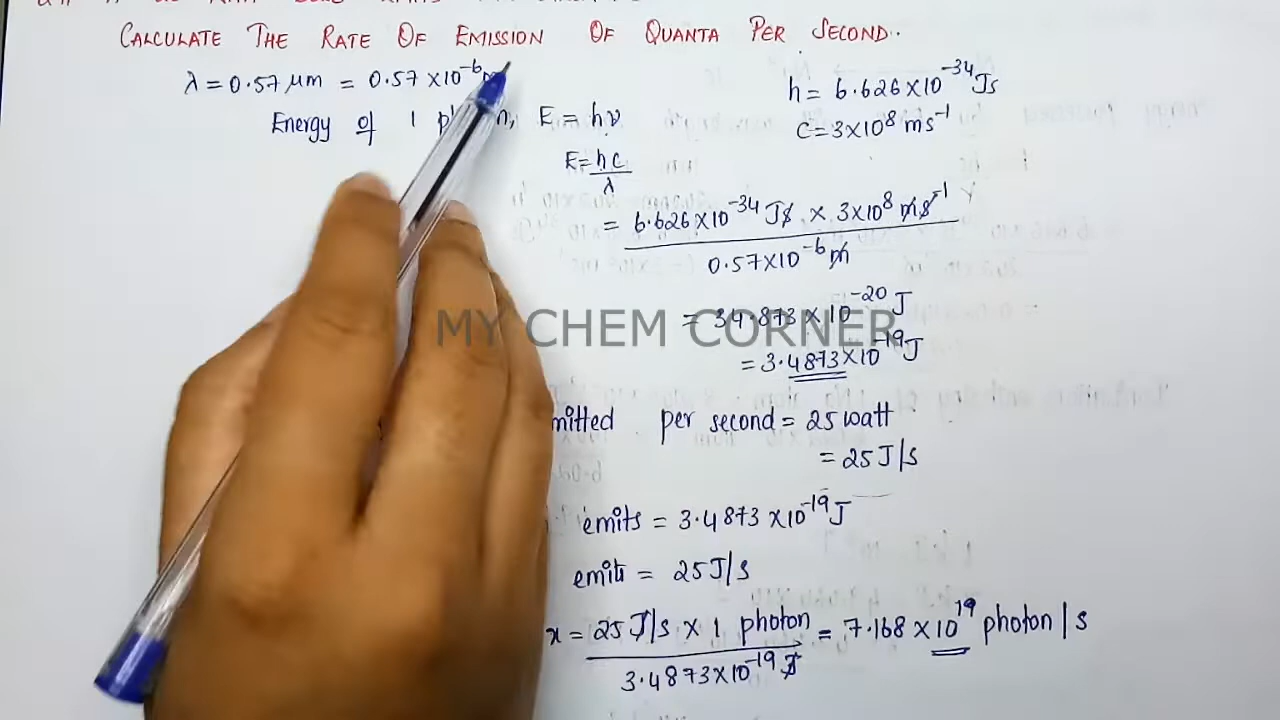 CALCULATE THE RATE OF EMISSION OF QUANTA PER SECOND..
λ = 0.57 μm = 0.57 × 10⁻⁶
h = 6.626 × 10⁻³⁴ Js
Energy of 1 E = hν
C = 3 × 10⁸ ms⁻¹
E = hc/λ
= 6.626 × 10⁻³⁴ Js × 3 × 10⁸ ms⁻¹
0.57 × 10⁻⁶ m
= 34.873 × 10⁻²⁰ J
MY CHEM CORNER
= 3.4873 × 10⁻¹⁹ J
per second = 25 watt
= 25 J/s
emits = 3.4873 × 10⁻¹⁹ J
emits = 25 J/s
x = 25 J/s × 1 photon = 7.168 × 10¹⁹ photon/s
3.4873 × 10⁻¹⁹ J